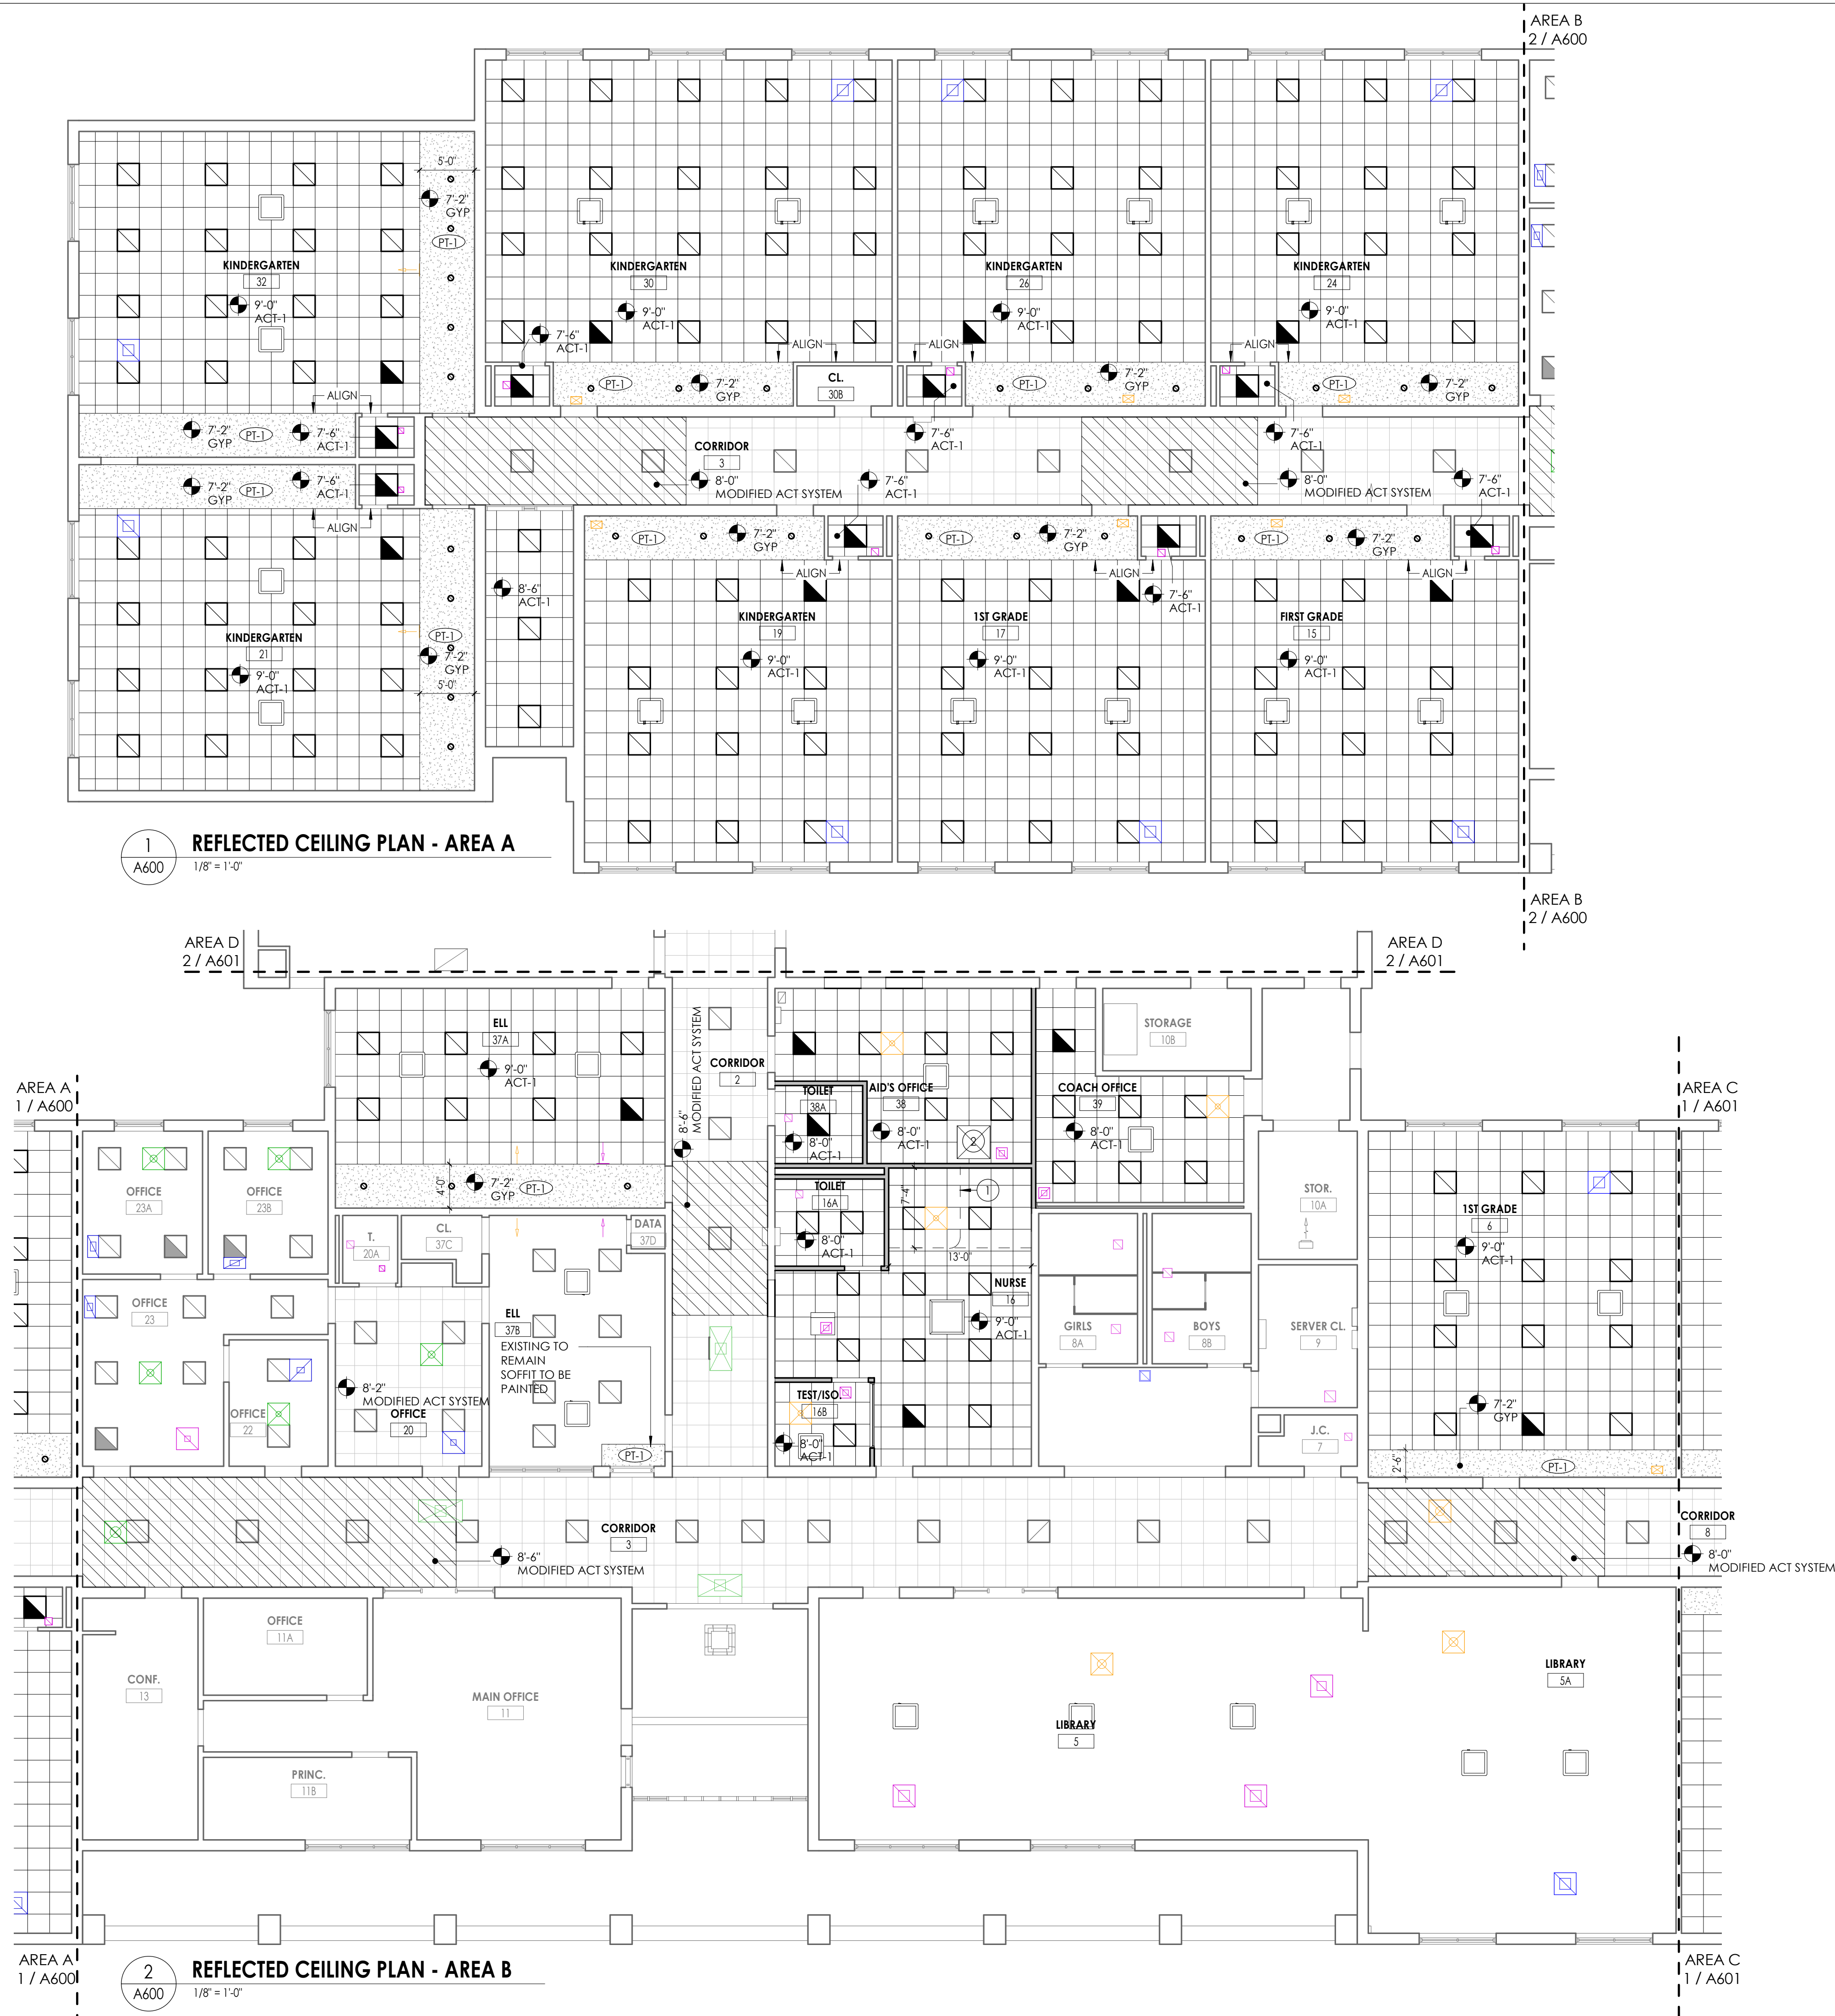 AREA B
2 / A600
5'-0"
7'-2"
GYP
PT-1
KINDERGARTEN
32
9'-0"
ACT-1
KINDERGARTEN
30
9'-0"
ACT-1
KINDERGARTEN
26
9'-0"
ACT-1
KINDERGARTEN
24
9'-0"
ACT-1
7'-6"
ACT-1
ALIGN
ALIGN
ALIGN
PT-1
7'-2"
GYP
CL.
30B
PT-1
7'-2"
GYP
PT-1
7'-2"
GYP
ALIGN
7'-2"
GYP
PT-1
7'-6"
ACT-1
CORRIDOR
3
8'-0"
MODIFIED ACT SYSTEM
7'-6"
ACT-1
7'-6"
ACT-1
7'-6"
ACT-1
8'-0"
MODIFIED ACT SYSTEM
7'-6"
ACT-1
7'-2"
GYP
PT-1
7'-6"
ACT-1
ALIGN
PT-1
7'-2"
GYP
PT-1
7'-2"
GYP
PT-1
7'-2"
GYP
ALIGN
ALIGN
ALIGN
8'-6"
ACT-1
7'-6"
ACT-1
KINDERGARTEN
21
9'-0"
ACT-1
PT-1
7'-2"
GYP
5'-0"
KINDERGARTEN
19
9'-0"
ACT-1
1ST GRADE
17
9'-0"
ACT-1
FIRST GRADE
15
9'-0"
ACT-1
1
A600
REFLECTED CEILING PLAN - AREA A
1/8" = 1'-0"
AREA B
2 / A600
AREA D
2 / A601
AREA D
2 / A601
AREA A
1 / A600
AREA C
1 / A601
ELL
37A
9'-0"
ACT-1
8'-6"
MODIFIED ACT SYSTEM
CORRIDOR
2
TOILET
38A
8'-0"
ACT-1
AID'S OFFICE
38
8'-0"
ACT-1
2
COACH OFFICE
39
8'-0"
ACT-1
STORAGE
10B
OFFICE
23A
OFFICE
23B
4'-0"
7'-2"
GYP
PT-1
TOILET
16A
8'-0"
ACT-1
7'-4"
1
13'-0"
STOR.
10A
1ST GRADE
6
9'-0"
ACT-1
T.
20A
CL.
37C
DATA
37D
OFFICE
23
ELL
37B
EXISTING TO
REMAIN
SOFFIT TO BE
PAINTED
NURSE
16
9'-0"
ACT-1
GIRLS
8A
BOYS
8B
SERVER CL.
9
8'-2"
MODIFIED ACT SYSTEM
OFFICE
20
OFFICE
22
TEST/ISO.
16B
8'-0"
ACT-1
J.C.
7
7'-2"
GYP
PT-1
2'-6"
PT-1
CORRIDOR
3
8'-6"
MODIFIED ACT SYSTEM
CORRIDOR
8
8'-0"
MODIFIED ACT SYSTEM
OFFICE
11A
CONF.
13
MAIN OFFICE
11
PRINC.
11B
LIBRARY
5
LIBRARY
5A
AREA A
1 / A600
2
A600
REFLECTED CEILING PLAN - AREA B
1/8" = 1'-0"
AREA C
1 / A601